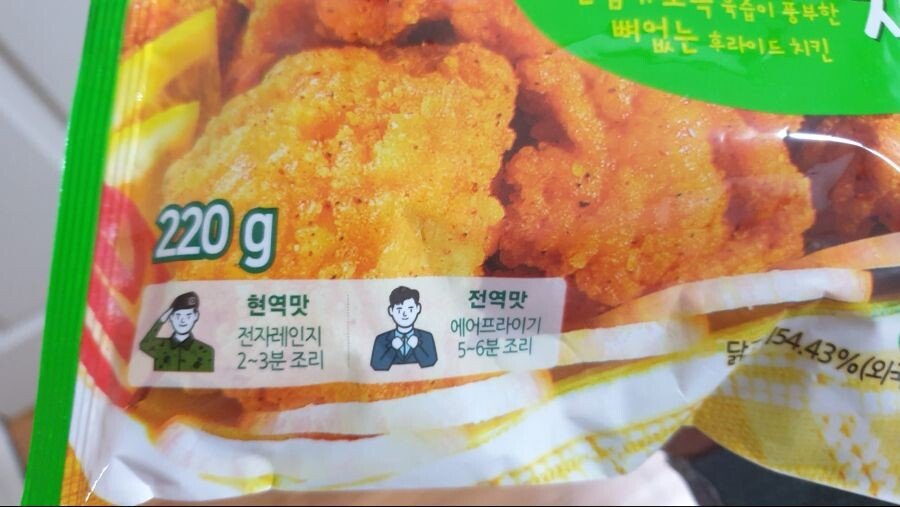 육즙이 풍부한
뼈없는 후라이드 치킨
220 g
현역맛
전자레인지
2~3분 조리
전역맛
에어프라이기
5~6분 조리
54.43%